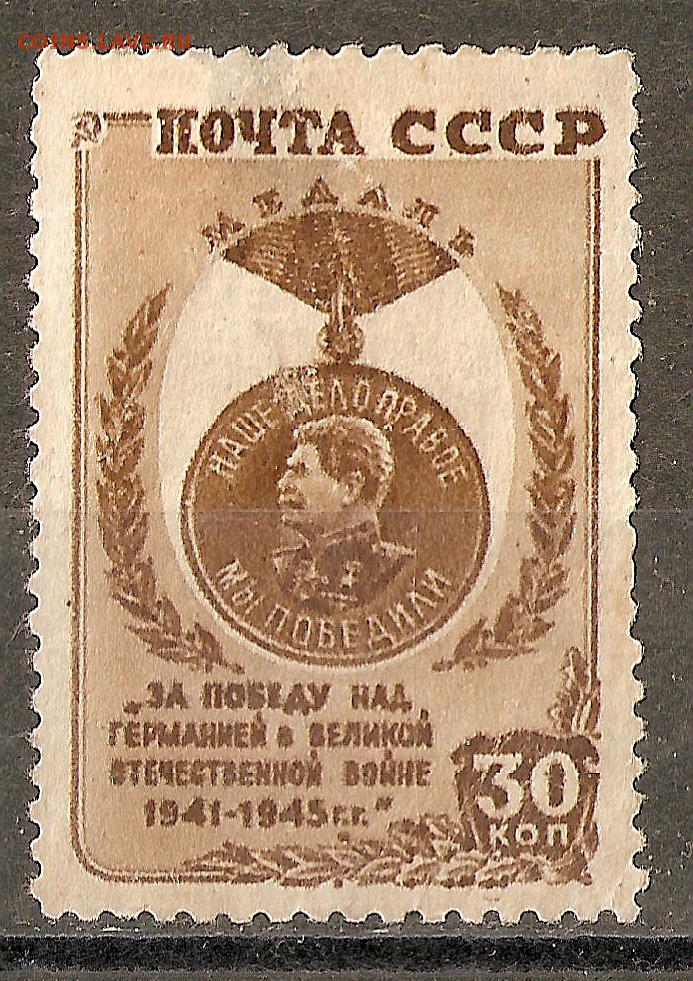 COINS.LAVE.RU
ПОЧТА СССР
МЕДАЛЬ
НАШЕ ДЕЛО ПРАВОЕ
МЫ ПОБЕДИЛИ
„ЗА ПОБЕДУ НАД
ГЕРМАНИЕЙ В ВЕЛИКОЙ
ОТЕЧЕСТВЕННОЙ ВОЙНЕ
1941-1945 г.г.“
30
КОП